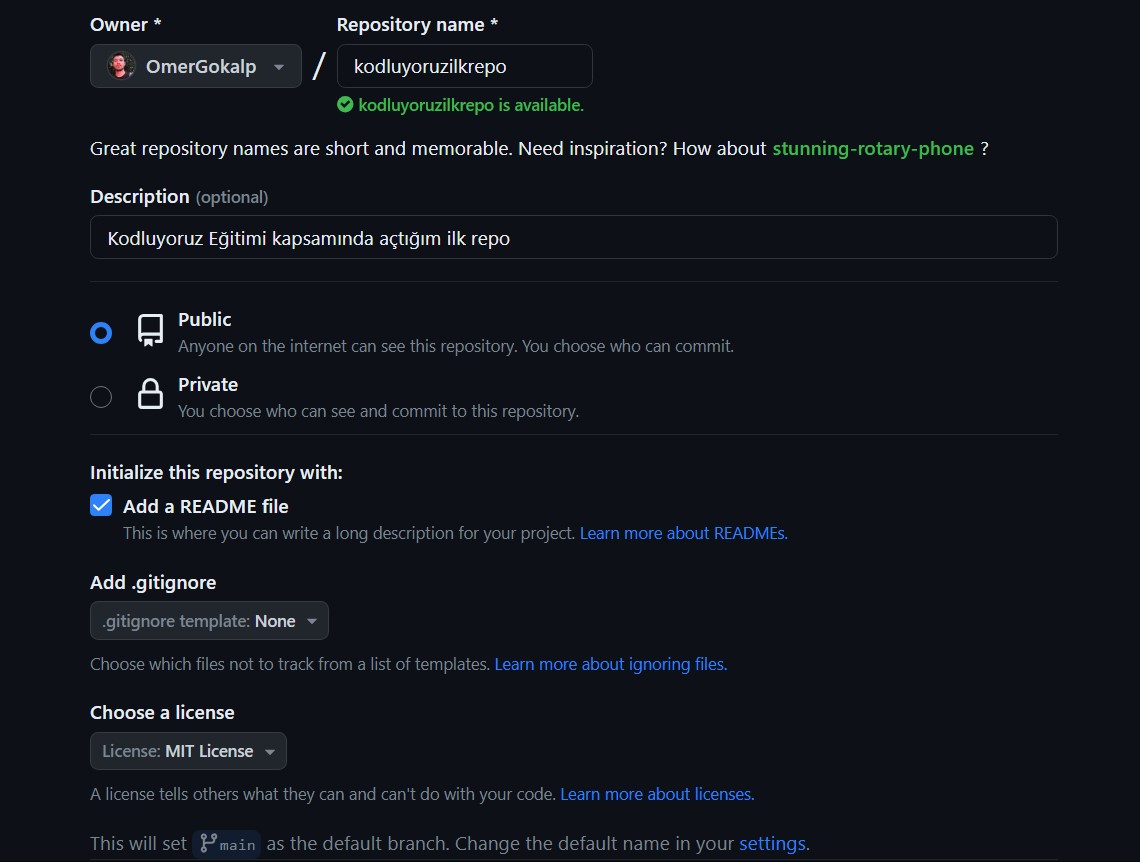 Owner * Repository name *
OmerGokalp / kodluyoruzilkrepo
kodluyoruzilkrepo is available.
Great repository names are short and memorable. Need inspiration? How about stunning-rotary-phone ?
Description (optional)
Kodluyoruz Eğitimi kapsamında açtığım ilk repo
Public
Anyone on the internet can see this repository. You choose who can commit.
Private
You choose who can see and commit to this repository.
Initialize this repository with:
Add a README file
This is where you can write a long description for your project. Learn more about READMEs.
Add .gitignore
.gitignore template: None
Choose which files not to track from a list of templates. Learn more about ignoring files.
Choose a license
License: MIT License
A license tells others what they can and can't do with your code. Learn more about licenses.
This will set main as the default branch. Change the default name in your settings.